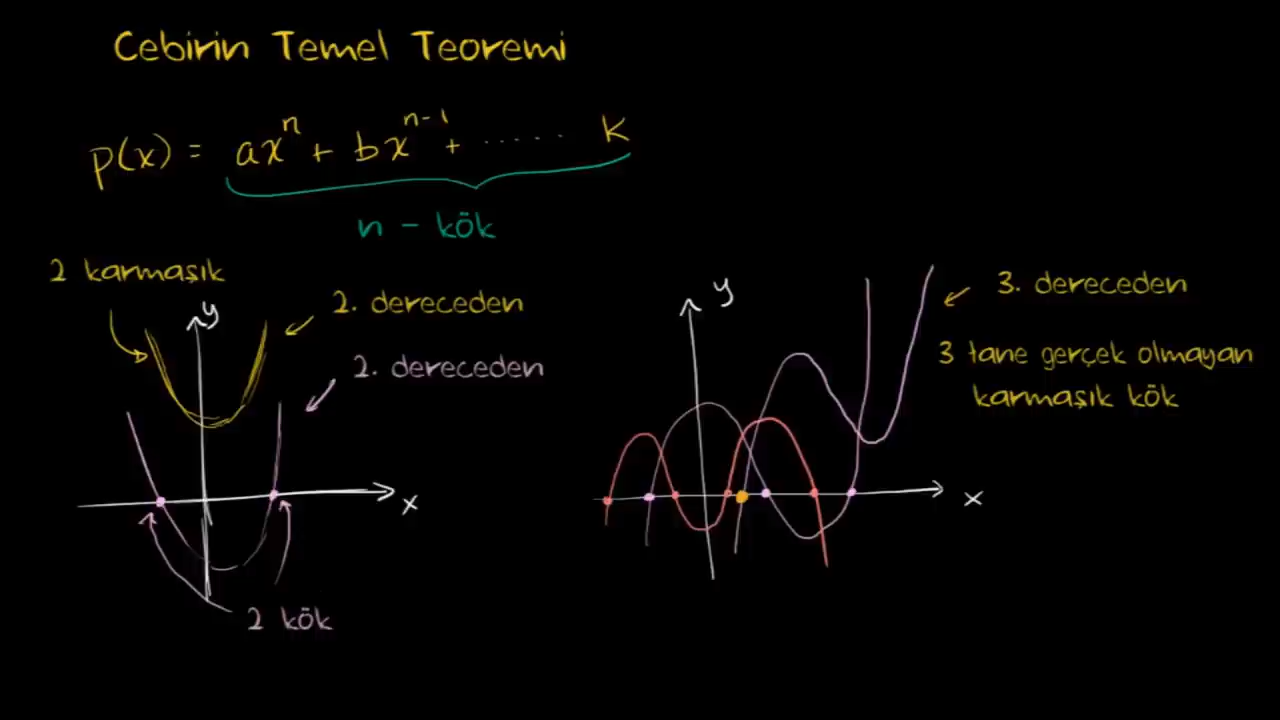 Cebirin Temel Teoremi
p(x) = ax^n + bx^{n-1} + ...... k
n - kök
2 karmaşık
2. dereceden
2. dereceden
y
x
2 kök
y
x
3. dereceden
3 tane gerçek olmayan
karmaşık kök